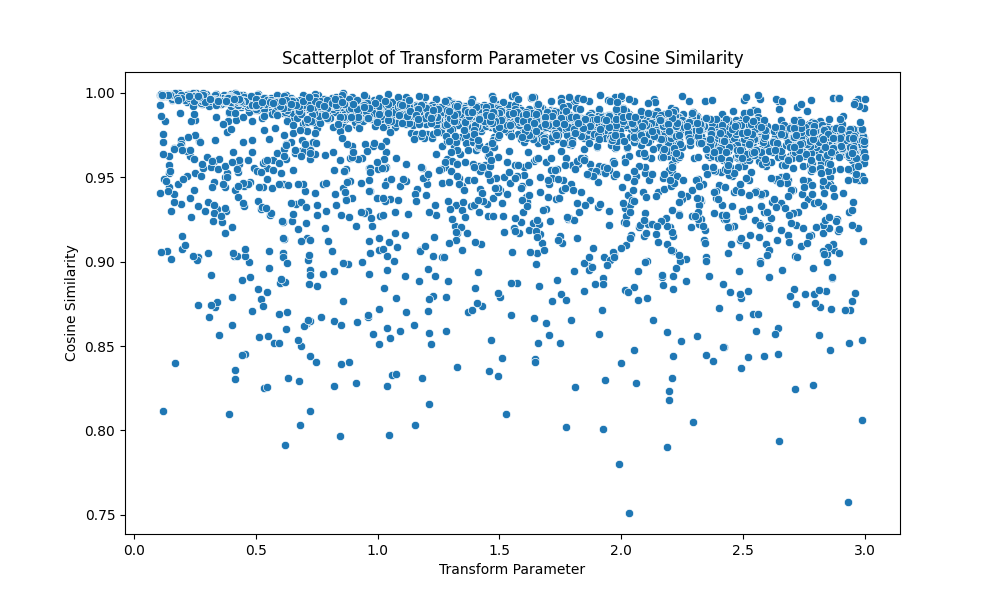 Scatterplot of Transform Parameter vs Cosine Similarity
1.00
0.95
0.90
0.85
0.80
0.75
Cosine Similarity
0.0 0.5 1.0 1.5 2.0 2.5 3.0
Transform Parameter